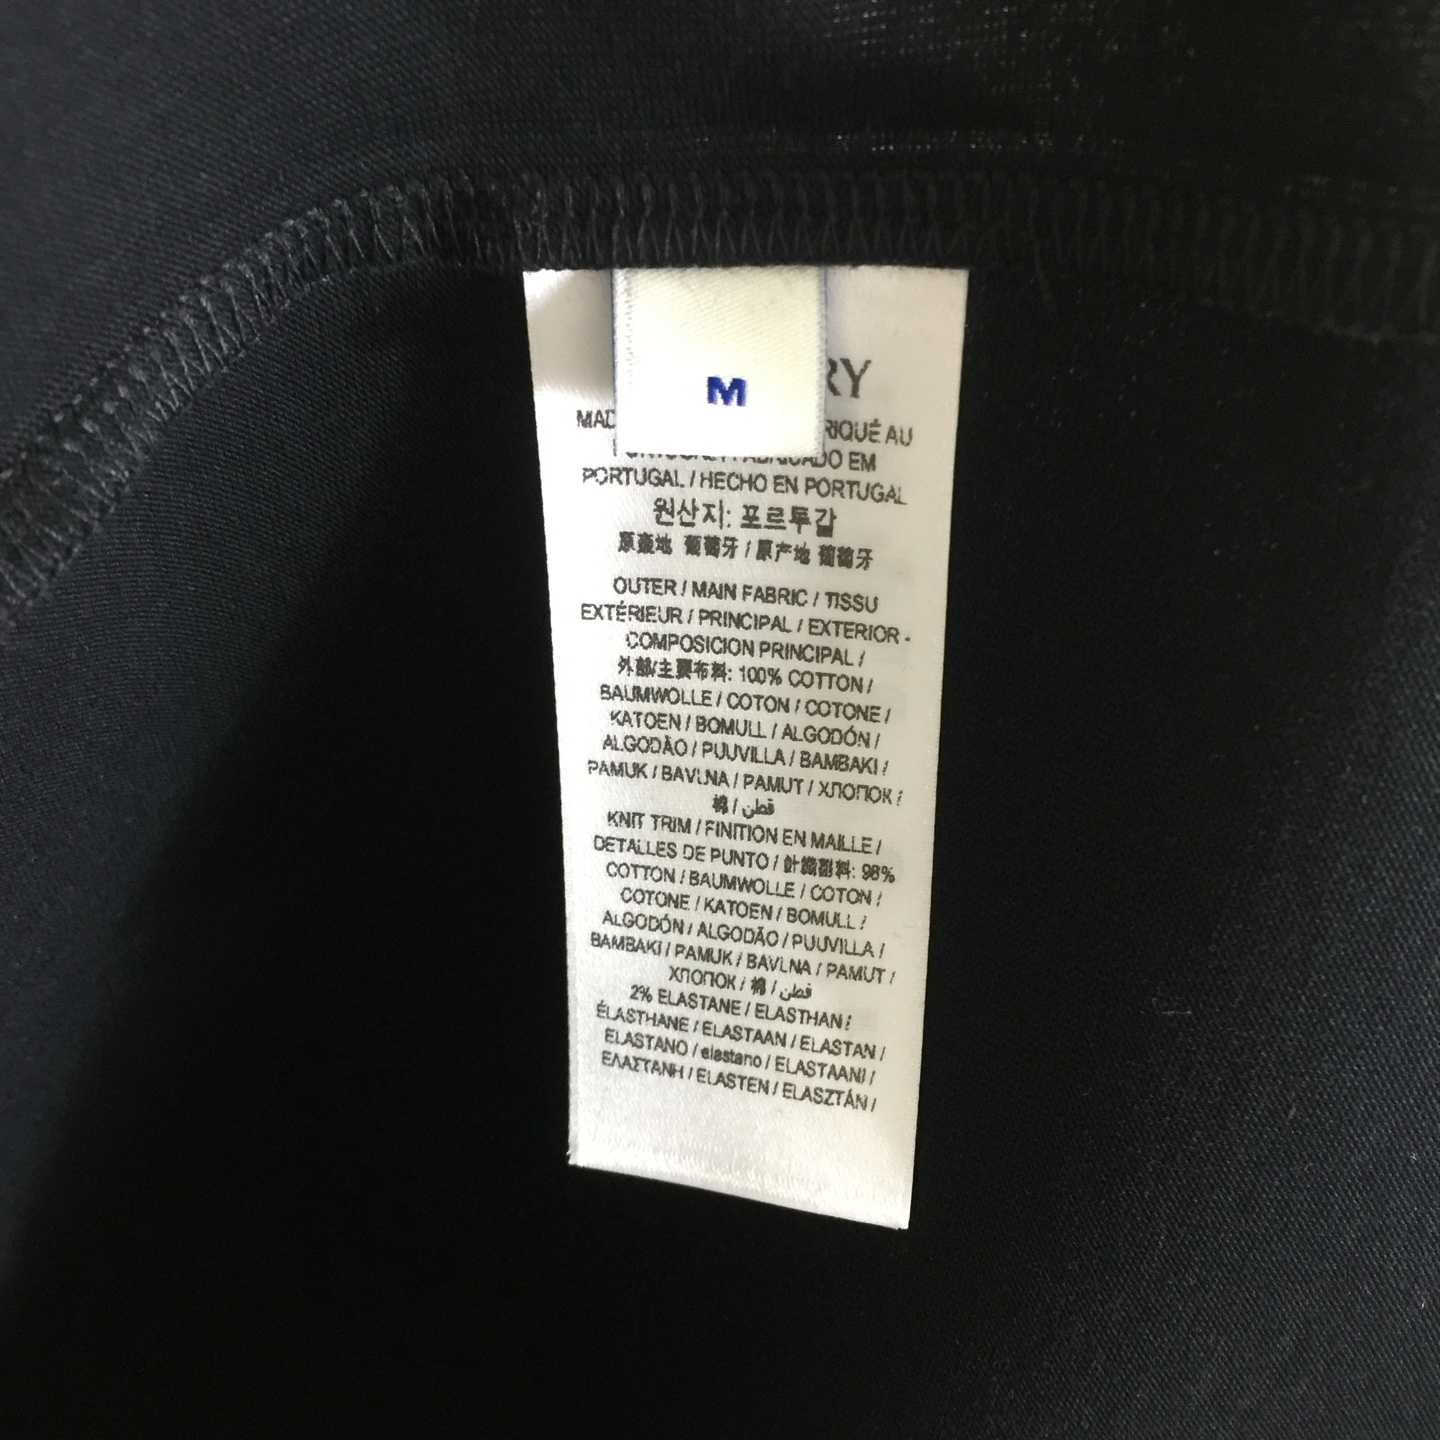 M
RY
RIQUÉ AU
EM
PORTUGAL / HECHO EN PORTUGAL
원산지: 포르투갈
原產地 葡萄牙 / 原产地 葡萄牙
OUTER / MAIN FABRIC / TISSU
EXTÉRIEUR / PRINCIPAL / EXTERIOR -
COMPOSICION PRINCIPAL /
外部/主要布料: 100% COTTON /
BAUMWOLLE / COTON / COTONE /
KATOEN / BOMULL / ALGODÓN /
ALGODÃO / PUUVILLA / BAMBAKI /
PAMUK / BAVLNA / PAMUT / ХЛОПОК /
棉 / قطن
KNIT TRIM / FINITION EN MAILLE /
DETALLES DE PUNTO / 針織部料: 98%
COTTON / BAUMWOLLE / COTON /
COTONE / KATOEN / BOMULL /
ALGODÓN / ALGODÃO / PUUVILLA /
BAMBAKI / PAMUK / BAVLNA / PAMUT /
ХЛОПОК / 棉 / قطن
2% ELASTANE / ELASTHAN /
ÉLASTHANE / ELASTAAN / ELASTAN /
ELASTANO / elastano / ELASTAANI /
ΕΛΑΣΤΑΝΗ / ELASTEN / ELASZTÁN /